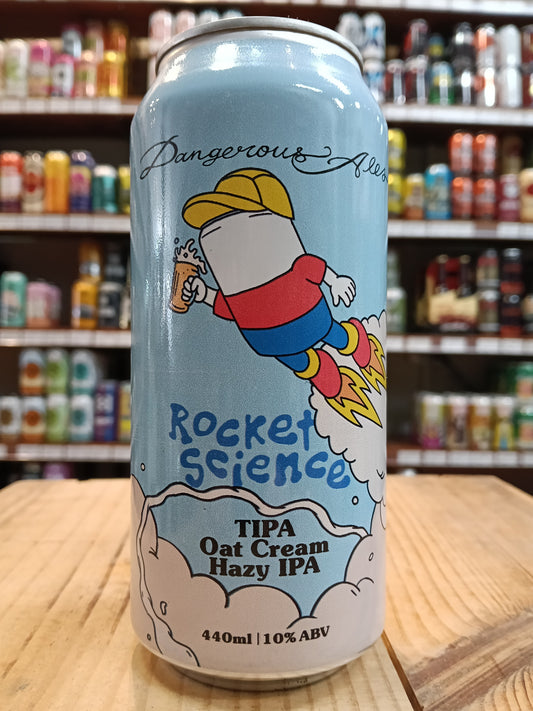 Dangerous Ales
Rocket
Science
TIPA
Oat Cream
Hazy IPA
440ml | 10% ABV